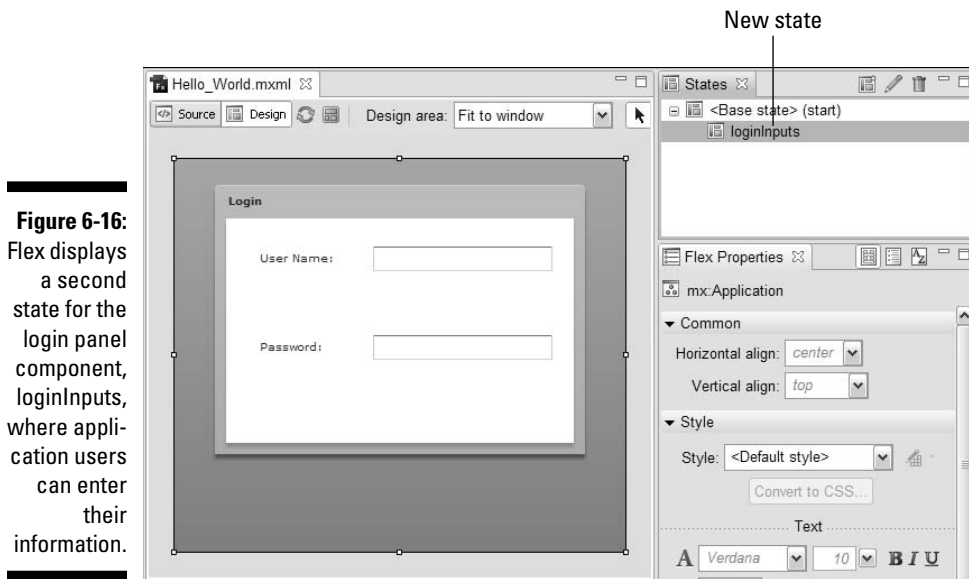 New state
Hello_World.mxml
Source Design Design area: Fit to window
Login
User Name:
Password:
States
<Base state> (start)
loginInputs
Flex Properties
mx:Application
Common
Horizontal align: center
Vertical align: top
Style
Style: <Default style>
Convert to CSS...
Text
A Verdana 10 B I U
Figure 6-16:
Flex displays
a second
state for the
login panel
component,
loginInputs,
where appli-
cation users
can enter
their
information.